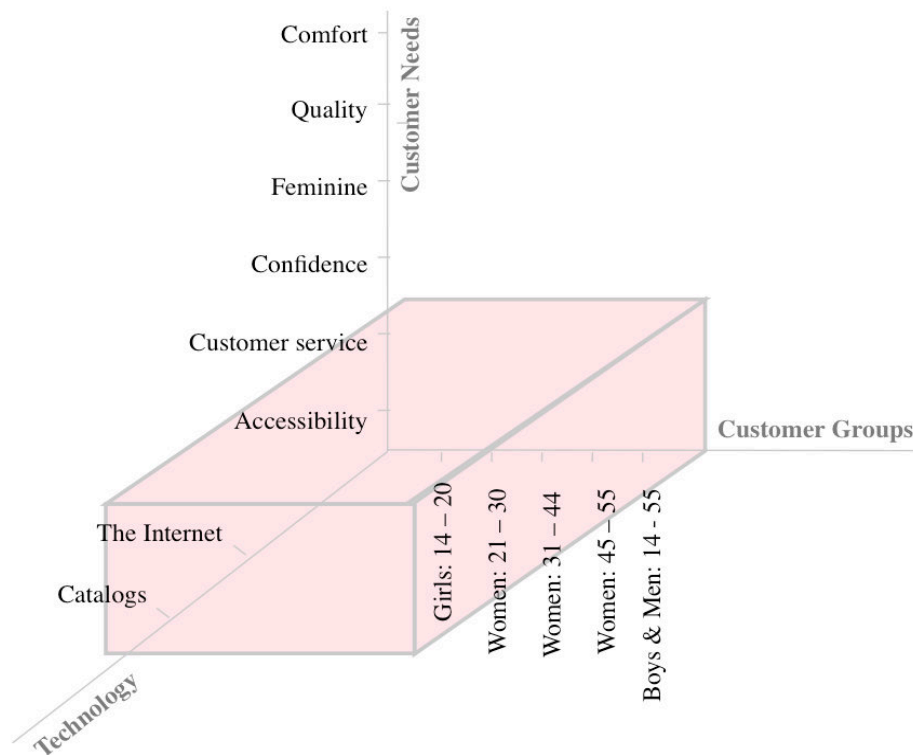 Comfort
Customer Needs
Quality
Feminine
Confidence
Customer service
Accessibility
Customer Groups
The Internet
Catalogs
Technology
Girls: 14 – 20
Women: 21 – 30
Women: 31 – 44
Women: 45 – 55
Boys & Men: 14 - 55